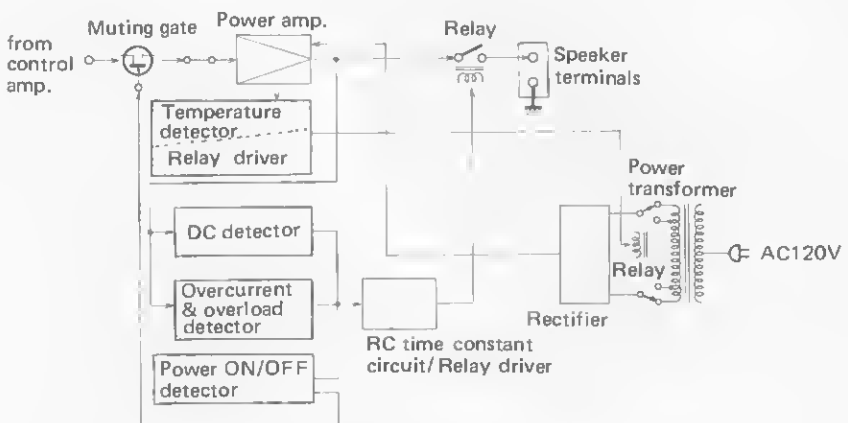 Power amp.
Muting gate
Relay
from
control
amp.
Speeker
terminals
Temperature
detector
Relay driver
Power
transformer
DC detector
AC120V
Relay
Overcurrent
& overload
detector
Rectifier
RC time constant
circuit/Relay driver
Power ON/OFF
detector